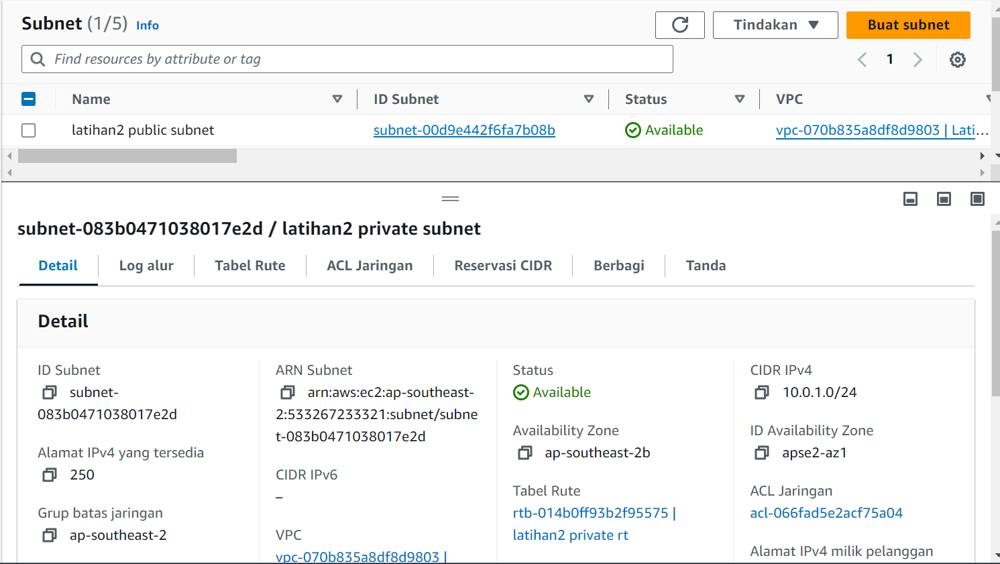 Subnet (1/5) Info
Tindakan
Buat subnet
Find resources by attribute or tag
1
Name
ID Subnet
Status
VPC
latihan2 public subnet
subnet-00d9e442f6fa7b08b
Available
vpc-070b835a8df8d9803 | Lati...
subnet-083b0471038017e2d / latihan2 private subnet
Detail
Log alur
Tabel Rute
ACL Jaringan
Reservasi CIDR
Berbagi
Tanda
Detail
ID Subnet
subnet-
083b0471038017e2d
Alamat IPv4 yang tersedia
250
Grup batas jaringan
ap-southeast-2
ARN Subnet
arn:aws:ec2:ap-southeast-
2:533267233321:subnet/subne
t-083b0471038017e2d
CIDR IPv6
–
VPC
vpc-070b835a8df8d9803 |
Status
Available
Availability Zone
ap-southeast-2b
Tabel Rute
rtb-014b0ff93b2f95575 |
latihan2 private rt
CIDR IPv4
10.0.1.0/24
ID Availability Zone
apse2-az1
ACL Jaringan
acl-066fad5e2acf75a04
Alamat IPv4 milik pelanggan